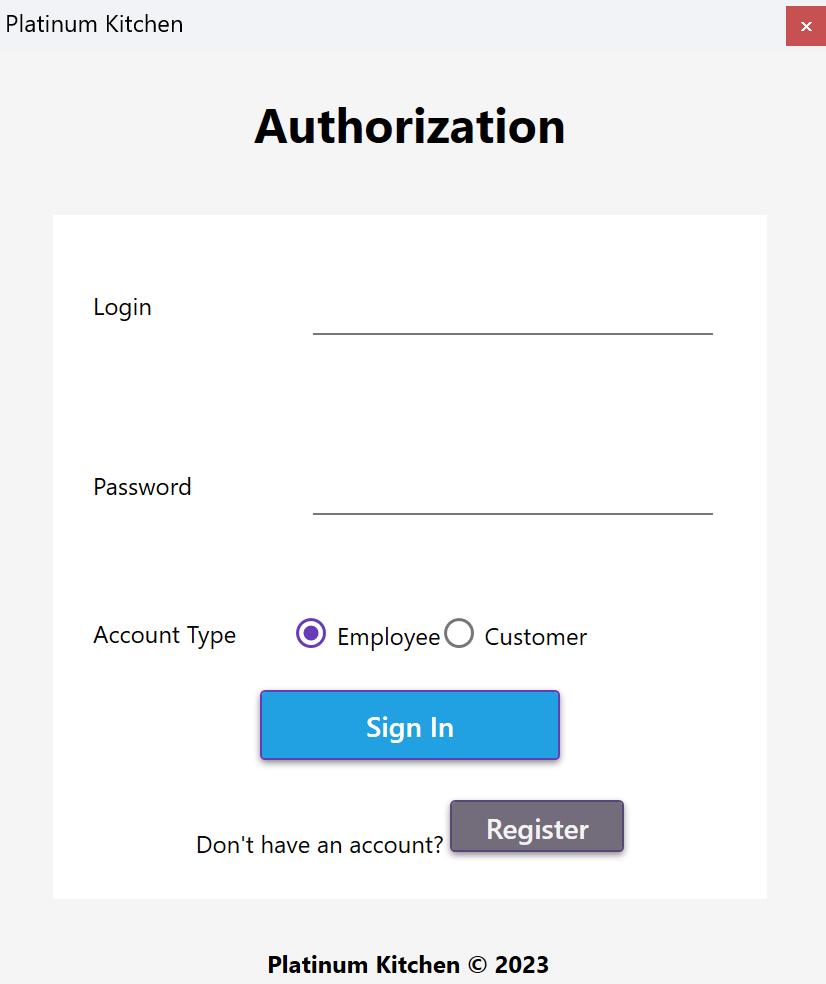 Platinum Kitchen
Authorization
Login
Password
Account Type Employee Customer
Sign In
Don't have an account? Register
Platinum Kitchen © 2023